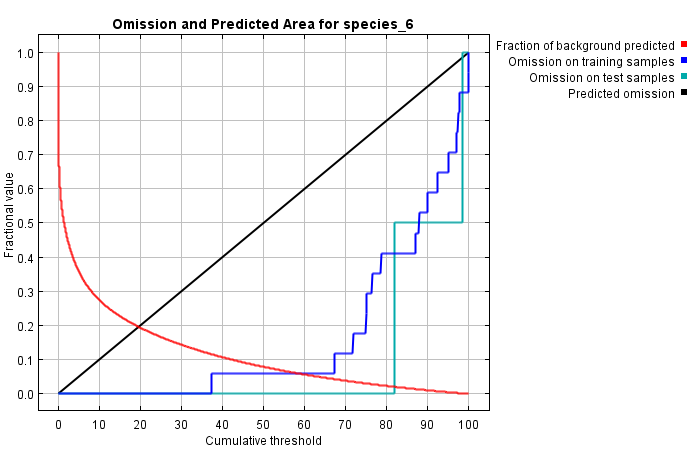 Omission and Predicted Area for species_6
Fraction of background predicted
Omission on training samples
Omission on test samples
Predicted omission
Fractional value
1.0
0.9
0.8
0.7
0.6
0.5
0.4
0.3
0.2
0.1
0.0
0 10 20 30 40 50 60 70 80 90 100
Cumulative threshold